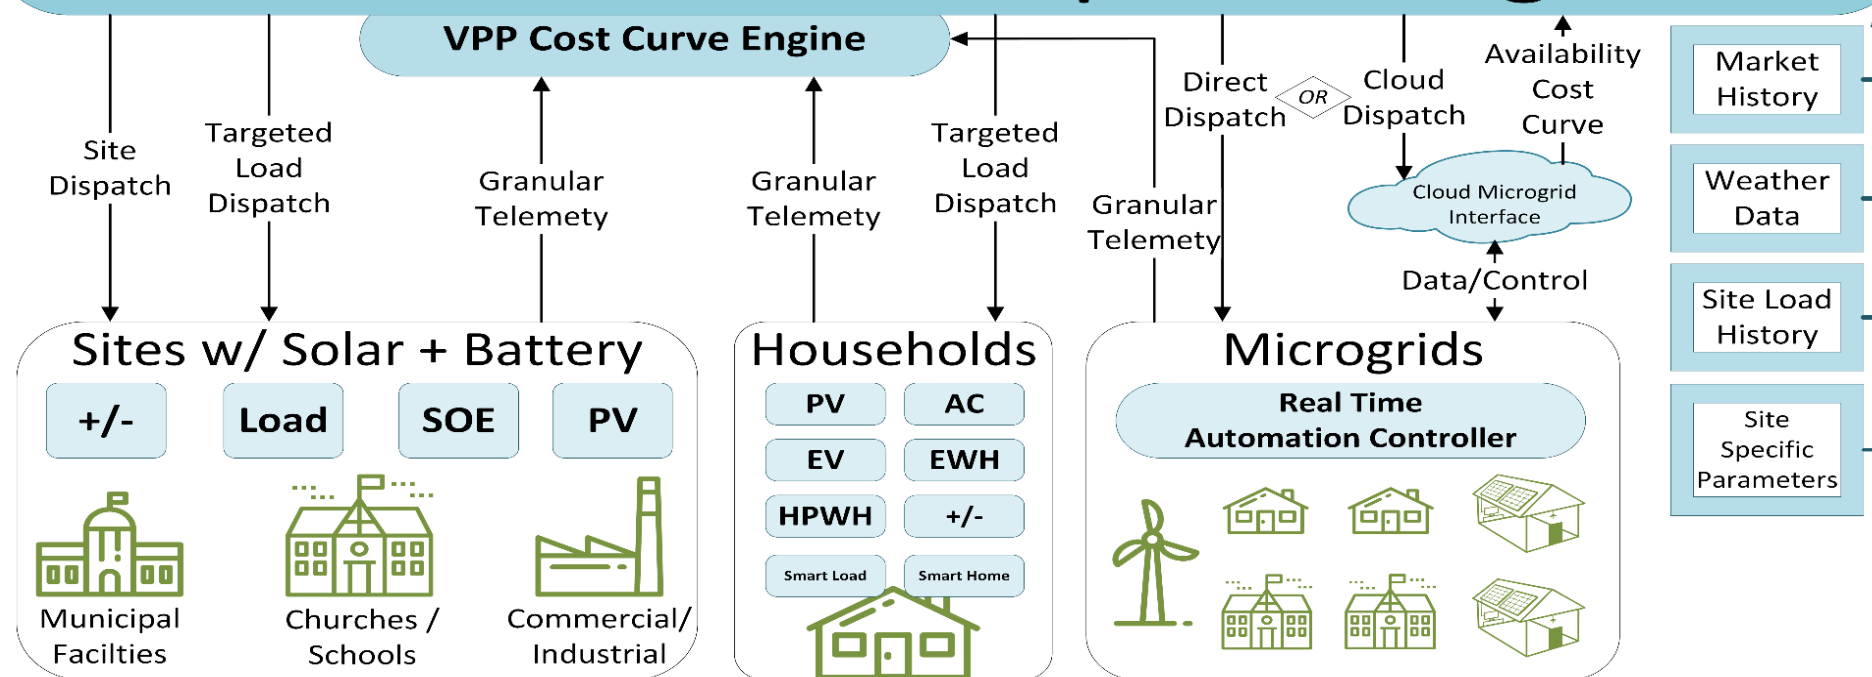 VPP Cost Curve Engine
Site
Dispatch
Targeted
Load
Dispatch
Granular
Telemety
Granular
Telemety
Targeted
Load
Dispatch
Granular
Telemety
Direct
Dispatch
OR
Cloud
Dispatch
Availability
Cost
Curve
Cloud Microgrid
Interface
Data/Control
Market
History
Weather
Data
Site Load
History
Site
Specific
Parameters
Sites w/ Solar + Battery
+/-
Load
SOE
PV
Municipal
Facilties
Churches /
Schools
Commercial/
Industrial
Households
PV
AC
EV
EWH
HPWH
+/-
Smart Load
Smart Home
Microgrids
Real Time
Automation Controller